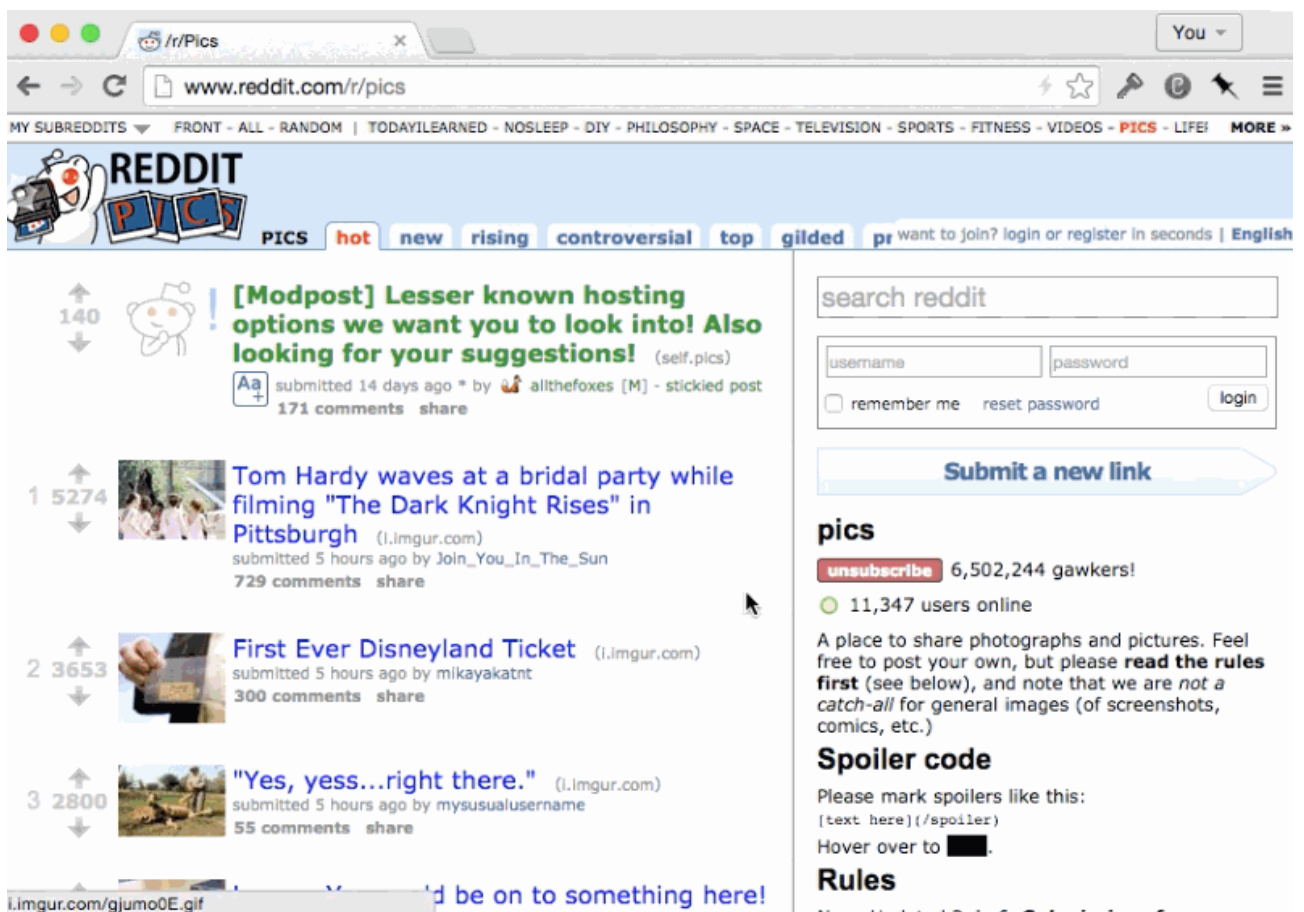 /r/Pics
You
www.reddit.com/r/pics
MY SUBREDDITS FRONT - ALL - RANDOM | TODAYILEARNED - NOSLEEP - DIY - PHILOSOPHY - SPACE - TELEVISION - SPORTS - FITNESS - VIDEOS - PICS - LIFE MORE »
REDDIT
PICS
PICS hot new rising controversial top gilded pr want to join? login or register in seconds | English
140
[Modpost] Lesser known hosting
options we want you to look into! Also
looking for your suggestions! (self.pics)
Aa+ submitted 14 days ago * by allthefoxes [M] - stickied post
171 comments share
1 5274
Tom Hardy waves at a bridal party while
filming "The Dark Knight Rises" in
Pittsburgh (i.imgur.com)
submitted 5 hours ago by Join_You_In_The_Sun
729 comments share
2 3653
First Ever Disneyland Ticket (i.imgur.com)
submitted 5 hours ago by mikayakatnt
300 comments share
3 2800
"Yes, yess...right there." (i.imgur.com)
submitted 5 hours ago by mysusualusername
55 comments share
be on to something here!
i.imgur.com/gjumo0E.gif
search reddit
username password
remember me reset password login
Submit a new link
pics
unsubscribe 6,502,244 gawkers!
11,347 users online
A place to share photographs and pictures. Feel
free to post your own, but please read the rules
first (see below), and note that we are not a
catch-all for general images (of screenshots,
comics, etc.)
Spoiler code
Please mark spoilers like this:
[text here](/spoiler)
Hover over to .
Rules